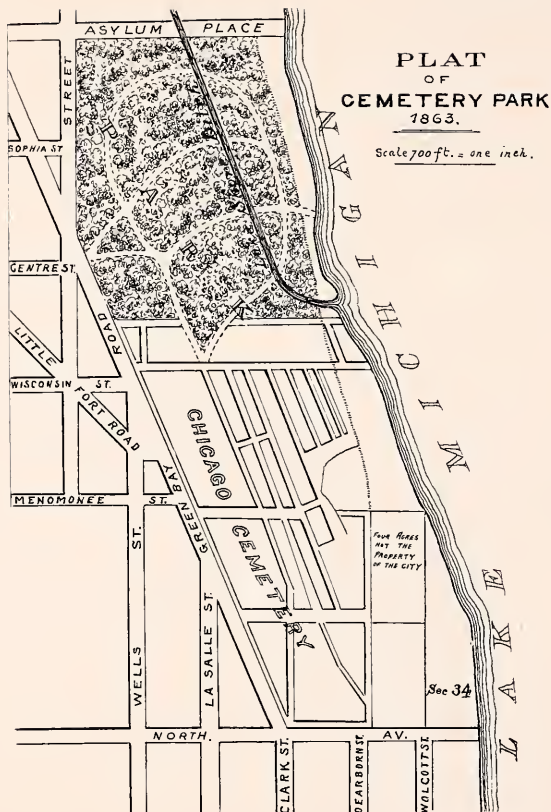 PLAT
OF
CEMETERY PARK
1863.
Scale 700 ft. = one inch.
ASYLUM PLACE
STREET
SOPHIA ST
PARK
CENTRE ST.
LITTLE FORT ROAD
WISCONSIN ST.
GREEN BAY ROAD
MENOMONEE ST.
CHICAGO CEMETERY
FOUR ACRES
NOT THE
PROPERTY
OF THE CITY
WELLS ST.
LA SALLE ST.
Sec 34
NORTH. AV.
CLARK ST.
DEARBORN ST.
WOLCOTT ST.
LAKE MICHIGAN